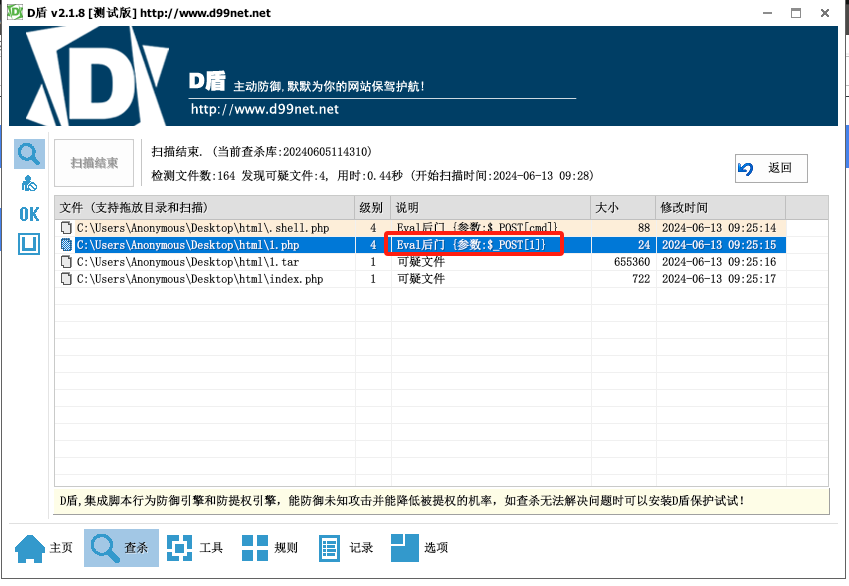 D盾 v2.1.8 [测试版] http://www.d99net.net
D盾 主动防御,默默为你的网站保驾护航!
http://www.d99net.net
扫描结束
扫描结束. (当前查杀库:20240605114310)
检测文件数:164 发现可疑文件:4, 用时:0.44秒 (开始扫描时间:2024-06-13 09:28)
返回
OK
文件 (支持拖放目录和扫描) 级别 说明 大小 修改时间
C:\Users\Anonymous\Desktop\html\.shell.php 4 Eval后门 {参数:$_POST[cmd]} 88 2024-06-13 09:25:14
C:\Users\Anonymous\Desktop\html\1.php 4 Eval后门 {参数:$_POST[1]} 24 2024-06-13 09:25:15
C:\Users\Anonymous\Desktop\html\1.tar 1 可疑文件 655360 2024-06-13 09:25:16
C:\Users\Anonymous\Desktop\html\index.php 1 可疑文件 722 2024-06-13 09:25:17
D盾,集成脚本行为防御引擎和防提权引擎, 能防御未知攻击并能降低被提权的机率, 如查杀无法解决问题时可以安装D盾保护试试!
主页 查杀 工具 规则 记录 选项